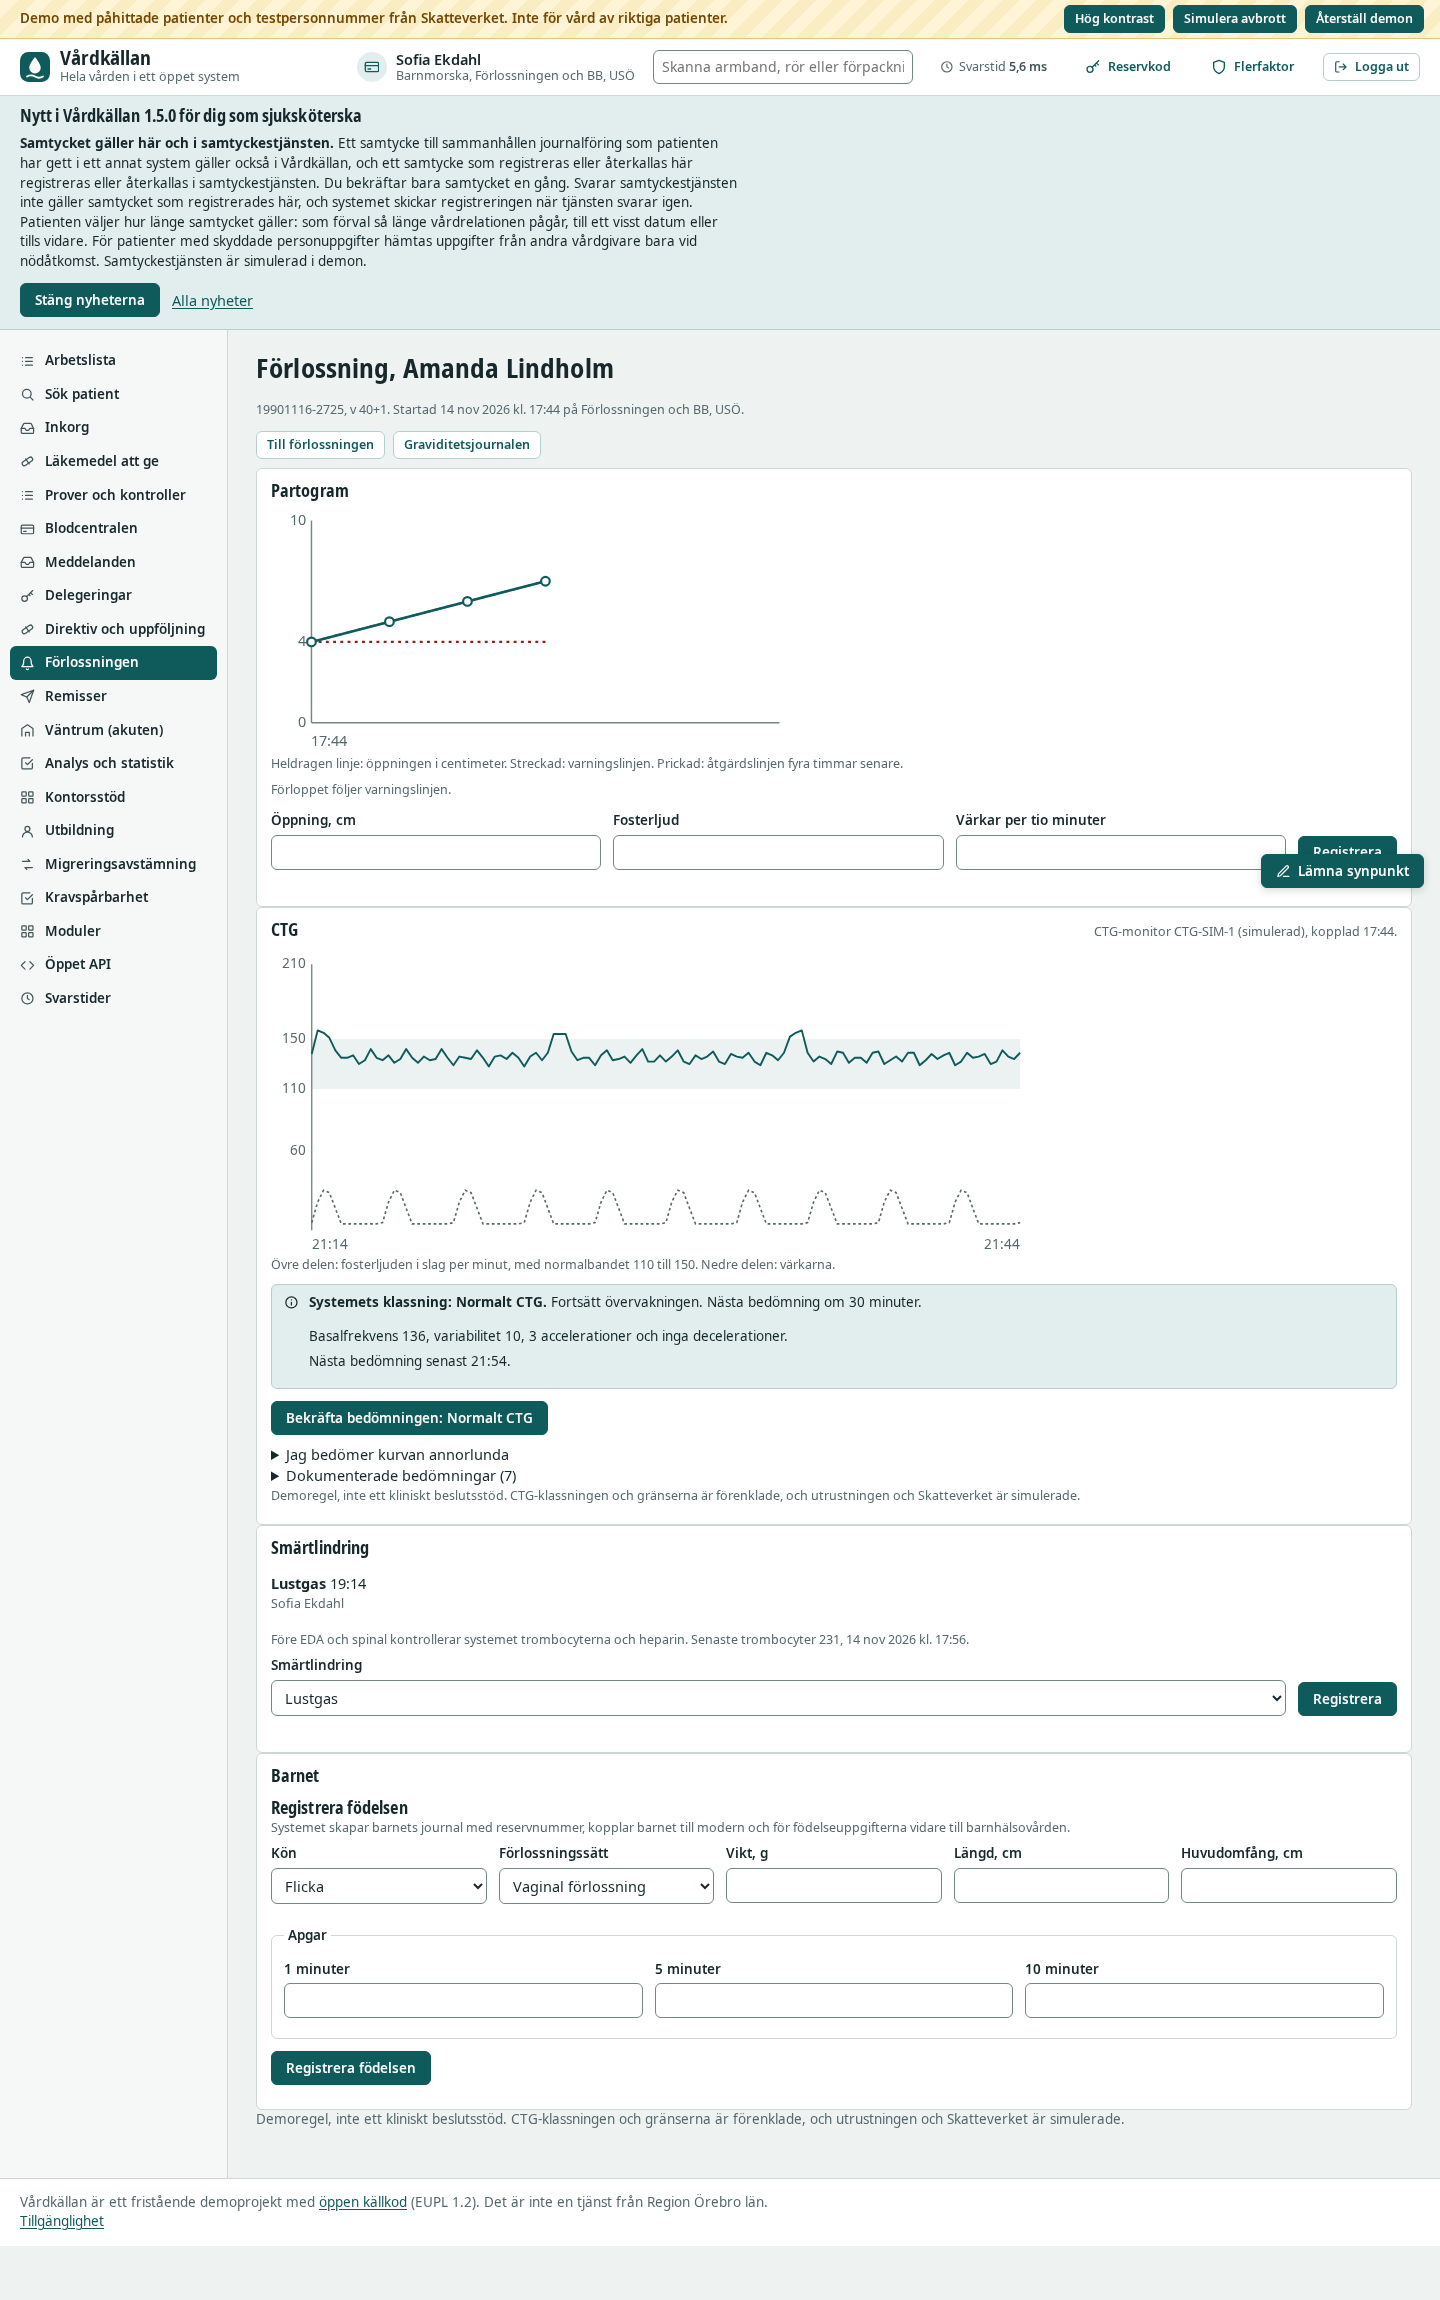 Demo med påhittade patienter och testpersonnummer från Skatteverket. Inte för vård av riktiga patienter.
Hög kontrast
Simulera avbrott
Återställ demon
Vårdkällan
Hela vården i ett öppet system
Sofia Ekdahl
Barnmorska, Förlossningen och BB, USÖ
Skanna armband, rör eller förpackni
Svarstid 5,6 ms
Reservkod
Flerfaktor
Logga ut
Nytt i Vårdkällan 1.5.0 för dig som sjuksköterska
Samtycket gäller här och i samtyckestjänsten. Ett samtycke till sammanhållen journalföring som patienten
har gett i ett annat system gäller också i Vårdkällan, och ett samtycke som registreras eller återkallas här
registreras eller återkallas i samtyckestjänsten. Du bekräftar bara samtycket en gång. Svarar samtyckestjänsten
inte gäller samtycket som registrerades här, och systemet skickar registreringen när tjänsten svarar igen.
Patienten väljer hur länge samtycket gäller: som förval så länge vårdrelationen pågår, till ett visst datum eller
tills vidare. För patienter med skyddade personuppgifter hämtas uppgifter från andra vårdgivare bara vid
nödåtkomst. Samtyckestjänsten är simulerad i demon.
Stäng nyheterna
Alla nyheter
Arbetslista
Sök patient
Inkorg
Läkemedel att ge
Prover och kontroller
Blodcentralen
Meddelanden
Delegeringar
Direktiv och uppföljning
Förlossningen
Remisser
Väntrum (akuten)
Analys och statistik
Kontorsstöd
Utbildning
Migreringsavstämning
Kravspårbarhet
Moduler
Öppet API
Svarstider
Förlossning, Amanda Lindholm
19901116-2725, v 40+1. Startad 14 nov 2026 kl. 17:44 på Förlossningen och BB, USÖ.
Till förlossningen
Graviditetsjournalen
Partogram
10
4
0
17:44
Heldragen linje: öppningen i centimeter. Streckad: varningslinjen. Prickad: åtgärdslinjen fyra timmar senare.
Förloppet följer varningslinjen.
Öppning, cm
Fosterljud
Värkar per tio minuter
Registrera
Lämna synpunkt
CTG
CTG-monitor CTG-SIM-1 (simulerad), kopplad 17:44.
210
150
110
60
21:14
21:44
Övre delen: fosterljuden i slag per minut, med normalbandet 110 till 150. Nedre delen: värkarna.
Systemets klassning: Normalt CTG. Fortsätt övervakningen. Nästa bedömning om 30 minuter.
Basalfrekvens 136, variabilitet 10, 3 accelerationer och inga decelerationer.
Nästa bedömning senast 21:54.
Bekräfta bedömningen: Normalt CTG
Jag bedömer kurvan annorlunda
Dokumenterade bedömningar (7)
Demoregel, inte ett kliniskt beslutsstöd. CTG-klassningen och gränserna är förenklade, och utrustningen och Skatteverket är simulerade.
Smärtlindring
Lustgas 19:14
Sofia Ekdahl
Före EDA och spinal kontrollerar systemet trombocyterna och heparin. Senaste trombocyter 231, 14 nov 2026 kl. 17:56.
Smärtlindring
Lustgas
Registrera
Barnet
Registrera födelsen
Systemet skapar barnets journal med reservnummer, kopplar barnet till modern och för födelseuppgifterna vidare till barnhälsovården.
Kön
Förlossningssätt
Vikt, g
Längd, cm
Huvudomfång, cm
Flicka
Vaginal förlossning
Apgar
1 minuter
5 minuter
10 minuter
Registrera födelsen
Demoregel, inte ett kliniskt beslutsstöd. CTG-klassningen och gränserna är förenklade, och utrustningen och Skatteverket är simulerade.
Vårdkällan är ett fristående demoprojekt med öppen källkod (EUPL 1.2). Det är inte en tjänst från Region Örebro län.
Tillgänglighet